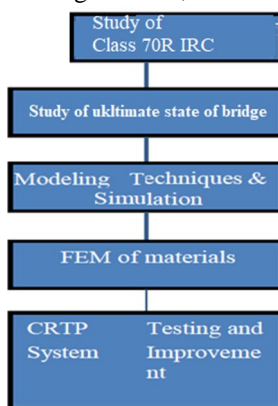 Study of
Class 70R IRC
Study of ukltimate state of bridge
Modeling Techniques &
Simulation
FEM of materials
CRTP Testing and
System Improveme
nt